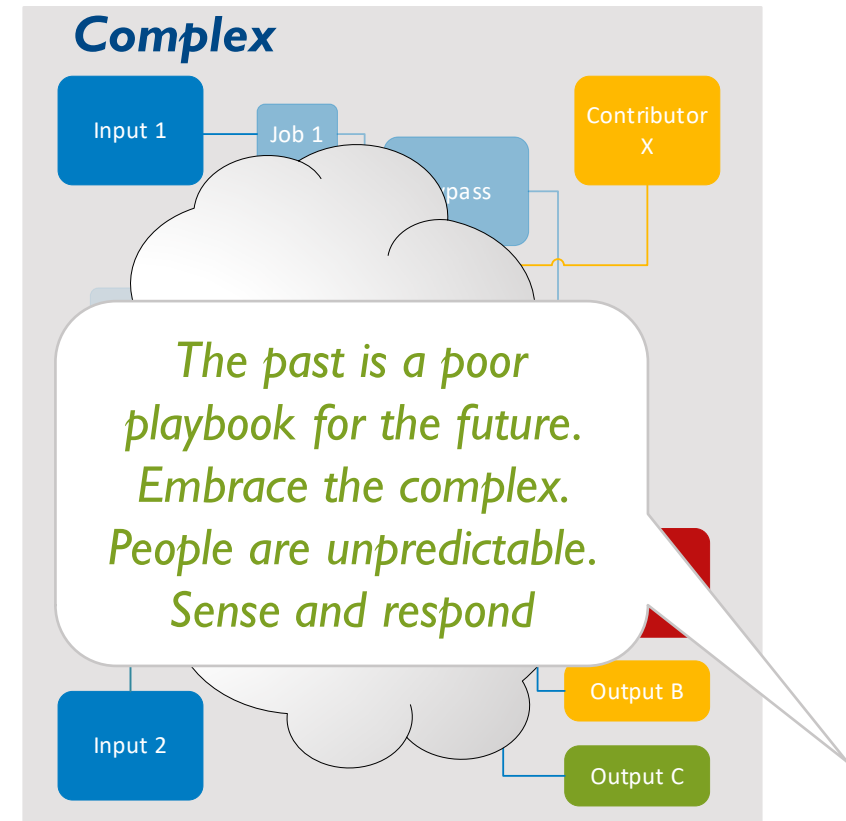 Complex
Input 1
Job 1
Contributor
X
pass
The past is a poor
playbook for the future.
Embrace the complex.
People are unpredictable.
Sense and respond
Output B
Input 2
Output C